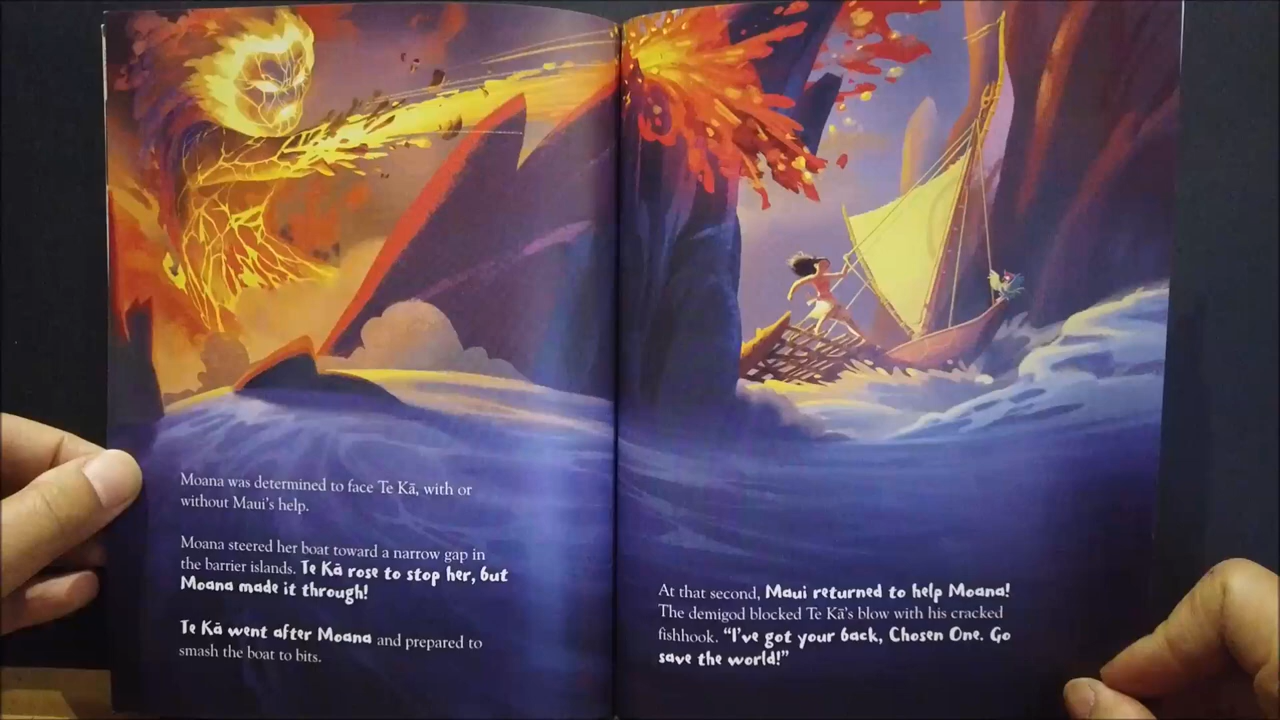 Moana was determined to face Te Kā, with or
without Maui's help.
Moana steered her boat toward a narrow gap in
the barrier islands. Te Kā rose to stop her, but
Moana made it through!
Te Kā went after Moana and prepared to
smash the boat to bits.
At that second, Maui returned to help Moana!
The demigod blocked Te Kā's blow with his cracked
fishhook. “I've got your back, Chosen One. Go
save the world!”